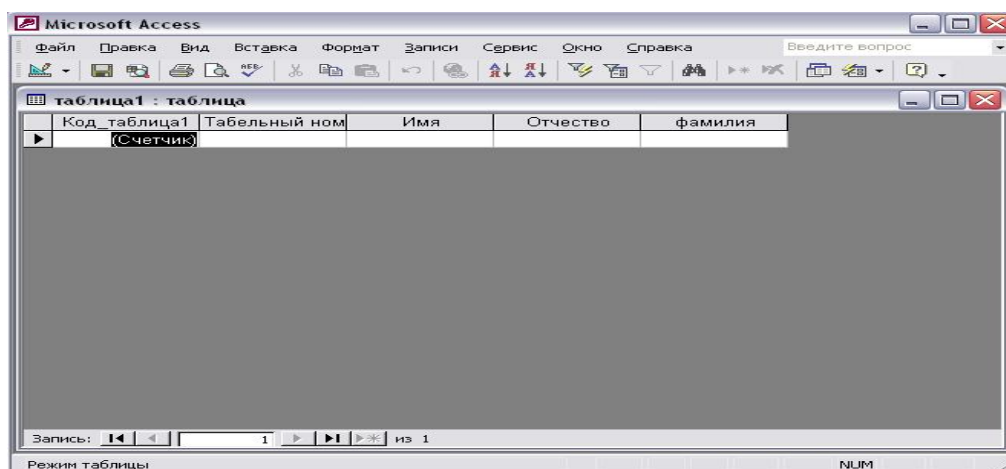 Microsoft Access
Файл Правка Вид Вставка Формат Записи Сервис Окно Справка Введите вопрос
таблица1 : таблица
Код_таблица1 Табельный ном Имя Отчество фамилия
(Счетчик)
Запись: 1 из 1
Режим таблицы NUM